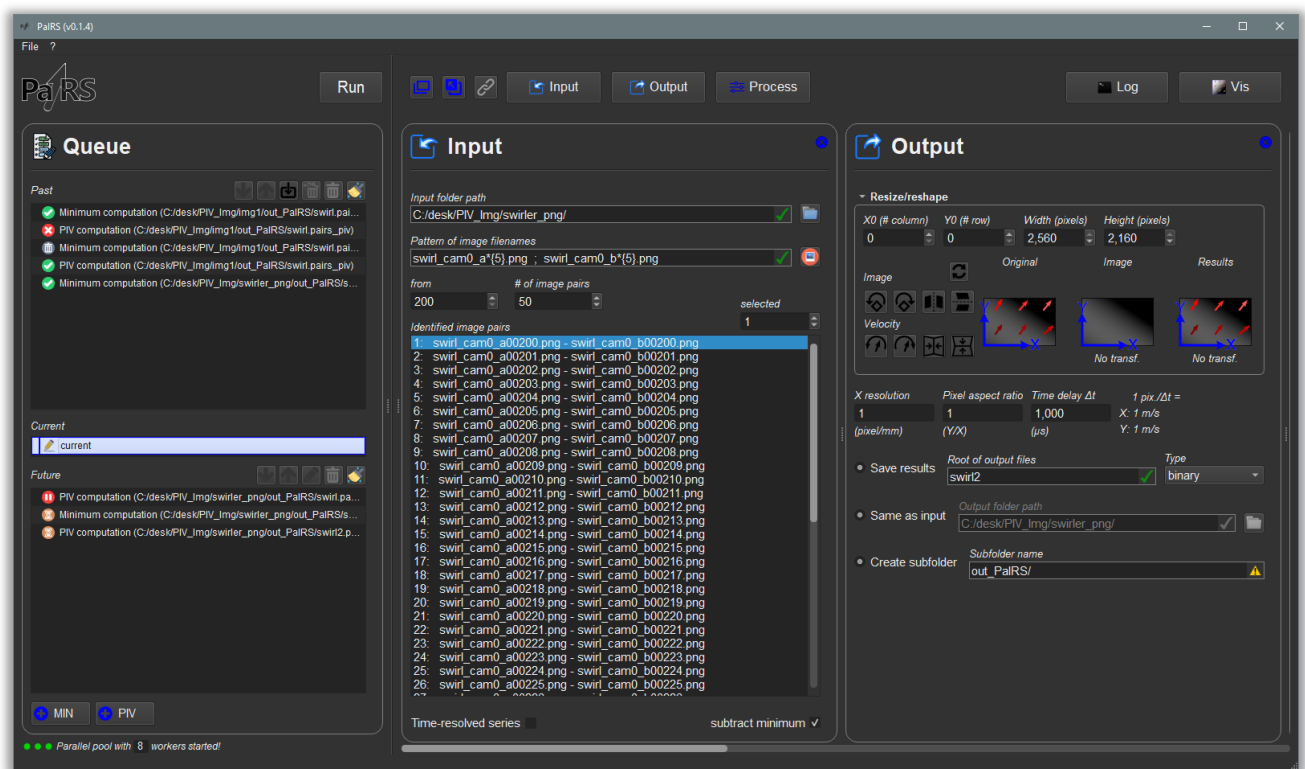 PaIRS (v0.1.4)
File ?
PaIRS
Run
Input
Output
Process
Log
Vis
Queue
Past
Minimum computation (C:/desk/PIV_Img/img1/out_PaIRS/swirl.pai...
PIV computation (C:/desk/PIV_Img/img1/out_PaIRS/swirl.pairs_piv)
Minimum computation (C:/desk/PIV_Img/img1/out_PaIRS/swirl.pai...
PIV computation (C:/desk/PIV_Img/img1/out_PaIRS/swirl.pairs_piv)
Minimum computation (C:/desk/PIV_Img/swirler_png/out_PaIRS/s...
Current
current
Future
PIV computation (C:/desk/PIV_Img/swirler_png/out_PaIRS/swirl.pa...
Minimum computation (C:/desk/PIV_Img/swirler_png/out_PaIRS/s...
PIV computation (C:/desk/PIV_Img/swirler_png/out_PaIRS/swirl2.p...
MIN
PIV
Parallel pool with 8 workers started!
Input
Input folder path
C:/desk/PIV_Img/swirler_png/
Pattern of image filenames
swirl_cam0_a*{5}.png ; swirl_cam0_b*{5}.png
from # of image pairs
200 50
selected
1
Identified image pairs
1: swirl_cam0_a00200.png - swirl_cam0_b00200.png
2: swirl_cam0_a00201.png - swirl_cam0_b00201.png
3: swirl_cam0_a00202.png - swirl_cam0_b00202.png
4: swirl_cam0_a00203.png - swirl_cam0_b00203.png
5: swirl_cam0_a00204.png - swirl_cam0_b00204.png
6: swirl_cam0_a00205.png - swirl_cam0_b00205.png
7: swirl_cam0_a00206.png - swirl_cam0_b00206.png
8: swirl_cam0_a00207.png - swirl_cam0_b00207.png
9: swirl_cam0_a00208.png - swirl_cam0_b00208.png
10: swirl_cam0_a00209.png - swirl_cam0_b00209.png
11: swirl_cam0_a00210.png - swirl_cam0_b00210.png
12: swirl_cam0_a00211.png - swirl_cam0_b00211.png
13: swirl_cam0_a00212.png - swirl_cam0_b00212.png
14: swirl_cam0_a00213.png - swirl_cam0_b00213.png
15: swirl_cam0_a00214.png - swirl_cam0_b00214.png
16: swirl_cam0_a00215.png - swirl_cam0_b00215.png
17: swirl_cam0_a00216.png - swirl_cam0_b00216.png
18: swirl_cam0_a00217.png - swirl_cam0_b00217.png
19: swirl_cam0_a00218.png - swirl_cam0_b00218.png
20: swirl_cam0_a00219.png - swirl_cam0_b00219.png
21: swirl_cam0_a00220.png - swirl_cam0_b00220.png
22: swirl_cam0_a00221.png - swirl_cam0_b00221.png
23: swirl_cam0_a00222.png - swirl_cam0_b00222.png
24: swirl_cam0_a00223.png - swirl_cam0_b00223.png
25: swirl_cam0_a00224.png - swirl_cam0_b00224.png
26: swirl_cam0_a00225.png - swirl_cam0_b00225.png
Time-resolved series
subtract minimum
Output
Resize/reshape
X0 (# column) Y0 (# row) Width (pixels) Height (pixels)
0 0 2,560 2,160
Image
Original Image Results
Velocity
Y X Y X Y X
No transf. No transf.
X resolution Pixel aspect ratio Time delay Δt 1 pix./Δt =
1 1 1,000 X: 1 m/s
(pixel/mm) (Y/X) (μs) Y: 1 m/s
Save results
Root of output files
swirl2
Type
binary
Same as input
Output folder path
C:/desk/PIV_Img/swirler_png/
Create subfolder
Subfolder name
out_PaIRS/